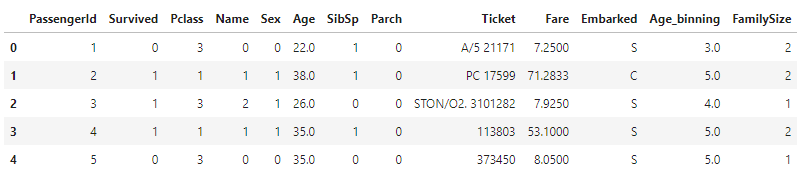 PassengerId Survived Pclass Name Sex Age SibSp Parch Ticket Fare Embarked Age_binning FamilySize
0 1 0 3 0 0 22.0 1 0 A/5 21171 7.2500 S 3.0 2
1 2 1 1 1 1 38.0 1 0 PC 17599 71.2833 C 5.0 2
2 3 1 3 2 1 26.0 0 0 STON/O2. 3101282 7.9250 S 4.0 1
3 4 1 1 1 1 35.0 1 0 113803 53.1000 S 5.0 2
4 5 0 3 0 0 35.0 0 0 373450 8.0500 S 5.0 1